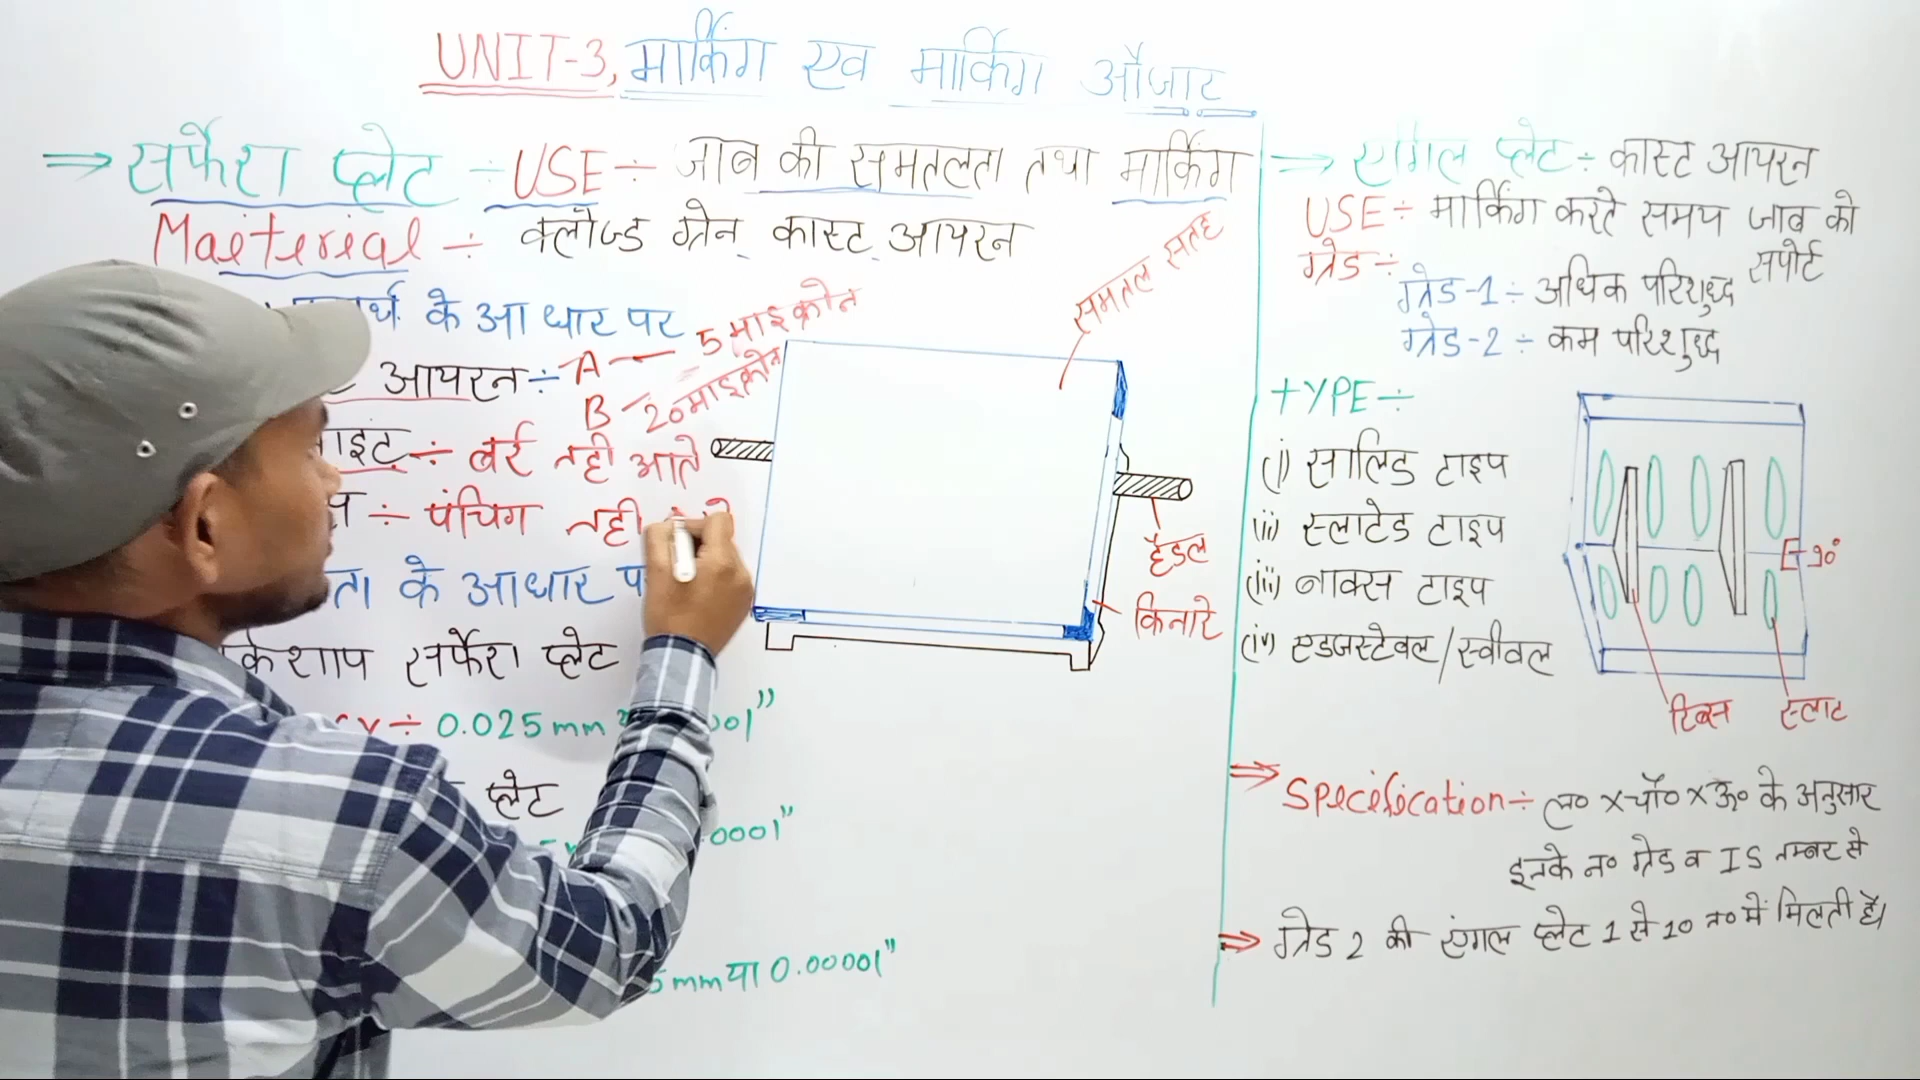 UNIT-3, मार्किंग एव मार्किंग औजार
⇒ सर्फेस प्लेट ÷ USE ÷ जाब की समतलता तथा मार्किंग
Maeterial ÷ क्लोज्ड ग्रेन कास्ट आयरन
के आधार पर
आयरन ÷ A — 5 माइक्रोन
B - 20 माइक्रोन
÷ बर्र नही आते
÷ पंचिग नही
के आधार
सर्फेस प्लेट
÷ 0.025 mm
प्लेट
0001"
5 mm या 0.00001"
समतल सतह
हैंडल
किनारे
→ एंगल प्लेट ÷ कास्ट आयरन
USE ÷ मार्किंग करते समय जाब को
सपोर्ट
ग्रेड ÷
ग्रेड-1 ÷ अधिक परिशुद्ध
ग्रेड-2 ÷ कम परिशुद्ध
TYPE ÷
(i) सालिड टाइप
(ii) स्लाटेड टाइप
(iii) बाक्स टाइप
(iv) एडजस्टेबल/स्वीवल
90°
रिब्स
स्लाट
⇒ Specification ÷ ल० X चौ० X ऊ० के अनुसार
इनके न० ग्रेड व IS नम्बर से
⇒ ग्रेड 2 की एंगल प्लेट 1 से 10 न० में मिलती है।